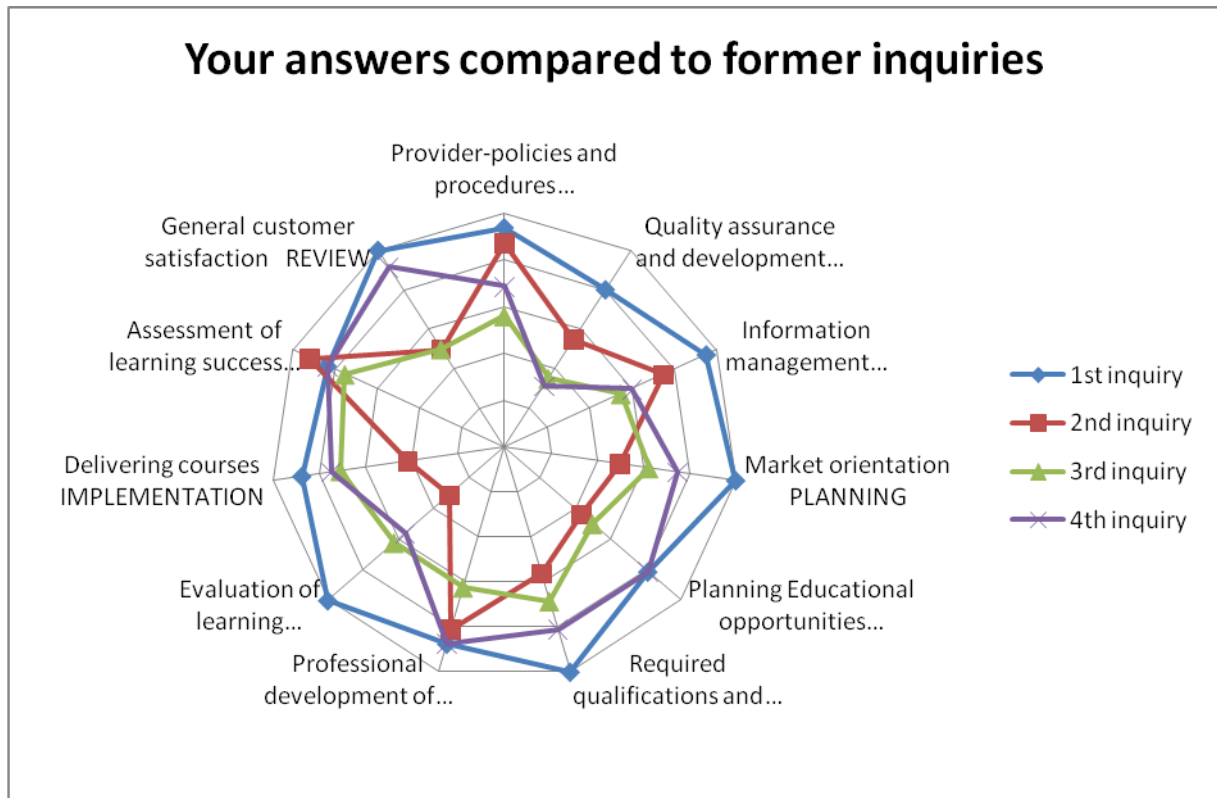 Your answers compared to former inquiries
Provider-policies and
procedures...
Quality assurance
and development...
Information
management...
Market orientation
PLANNING
Planning Educational
opportunities...
Required
qualifications and...
Professional
development of...
Evaluation of
learning...
Delivering courses
IMPLEMENTATION
Assessment of
learning success...
General customer
satisfaction REVIEW
1st inquiry
2nd inquiry
3rd inquiry
4th inquiry